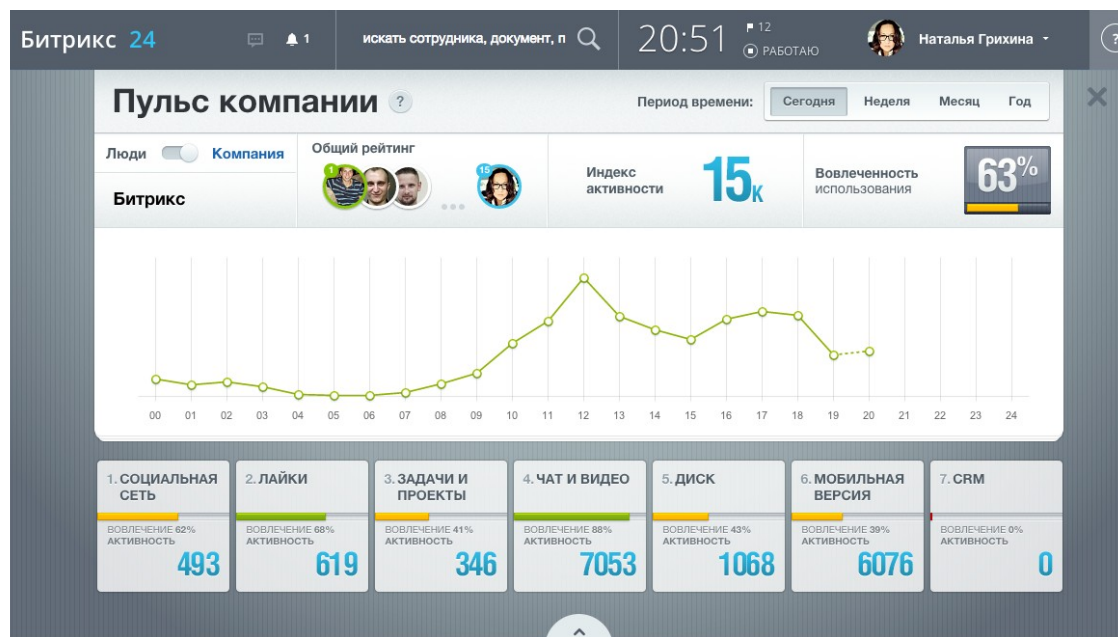 Битрикс 24
1
искать сотрудника, документ, п
20:51
12
РАБОТАЮ
Наталья Грихина
?
Пульс компании ?
Период времени:
Сегодня Неделя Месяц Год
Люди Компания
Битрикс
Общий рейтинг
1 15
Индекс
активности
15к
Вовлеченность
использования
63%
00 01 02 03 04 05 06 07 08 09 10 11 12 13 14 15 16 17 18 19 20 21 22 23 24
1. СОЦИАЛЬНАЯ
СЕТЬ
ВОВЛЕЧЕНИЕ 62%
АКТИВНОСТЬ
493
2. ЛАЙКИ
ВОВЛЕЧЕНИЕ 68%
АКТИВНОСТЬ
619
3. ЗАДАЧИ И
ПРОЕКТЫ
ВОВЛЕЧЕНИЕ 41%
АКТИВНОСТЬ
346
4. ЧАТ И ВИДЕО
ВОВЛЕЧЕНИЕ 88%
АКТИВНОСТЬ
7053
5. ДИСК
ВОВЛЕЧЕНИЕ 43%
АКТИВНОСТЬ
1068
6. МОБИЛЬНАЯ
ВЕРСИЯ
ВОВЛЕЧЕНИЕ 39%
АКТИВНОСТЬ
6076
7. CRM
ВОВЛЕЧЕНИЕ 0%
АКТИВНОСТЬ
0